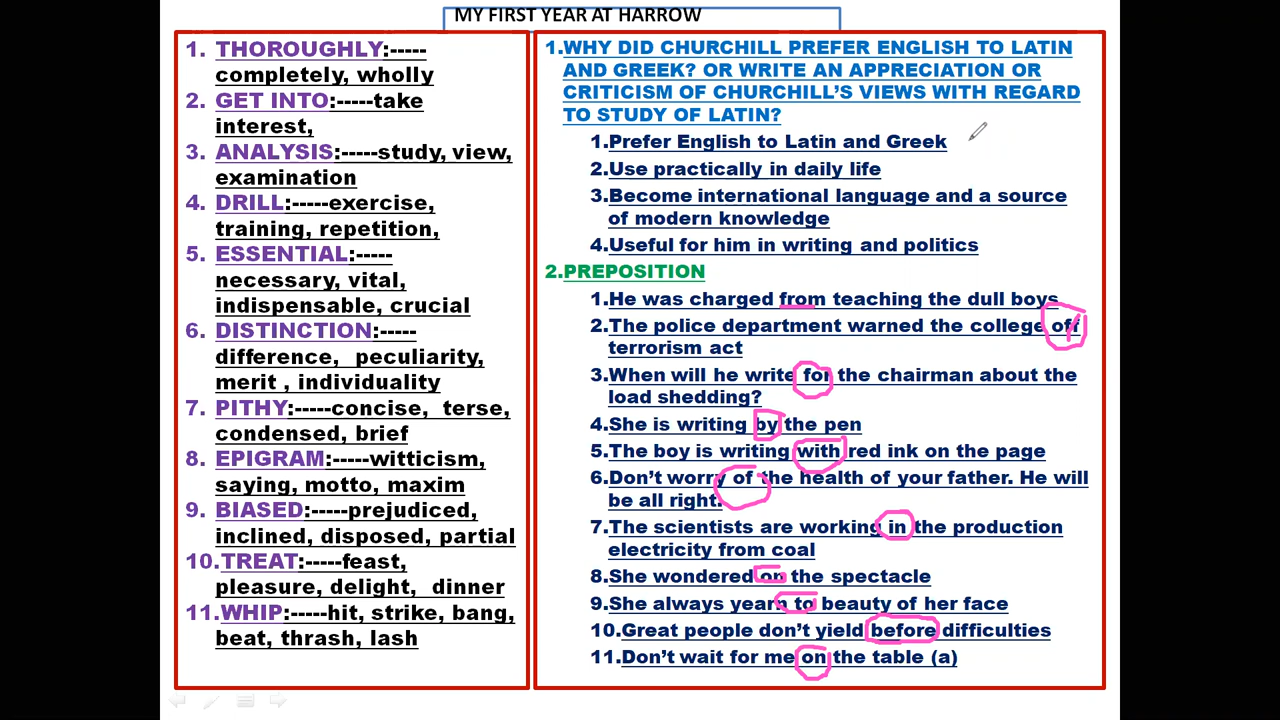 MY FIRST YEAR AT HARROW
1. THOROUGHLY:-----
completely, wholly
2. GET INTO:-----take
interest,
3. ANALYSIS:-----study, view,
examination
4. DRILL:-----exercise,
training, repetition,
5. ESSENTIAL:-----
necessary, vital,
indispensable, crucial
6. DISTINCTION:-----
difference, peculiarity,
merit , individuality
7. PITHY:-----concise, terse,
condensed, brief
8. EPIGRAM:-----witticism,
saying, motto, maxim
9. BIASED:-----prejudiced,
inclined, disposed, partial
10.TREAT:-----feast,
pleasure, delight, dinner
11.WHIP:-----hit, strike, bang,
beat, thrash, lash
1.WHY DID CHURCHILL PREFER ENGLISH TO LATIN
AND GREEK? OR WRITE AN APPRECIATION OR
CRITICISM OF CHURCHILL'S VIEWS WITH REGARD
TO STUDY OF LATIN?
1.Prefer English to Latin and Greek
2.Use practically in daily life
3.Become international language and a source
of modern knowledge
4.Useful for him in writing and politics
2.PREPOSITION
1.He was charged from teaching the dull boys
2.The police department warned the college off
terrorism act
3.When will he write for the chairman about the
load shedding?
4.She is writing by the pen
5.The boy is writing with red ink on the page
6.Don't worry of the health of your father. He will
be all right.
7.The scientists are working in the production
electricity from coal
8.She wondered on the spectacle
9.She always yearn to beauty of her face
10.Great people don't yield before difficulties
11.Don't wait for me on the table (a)